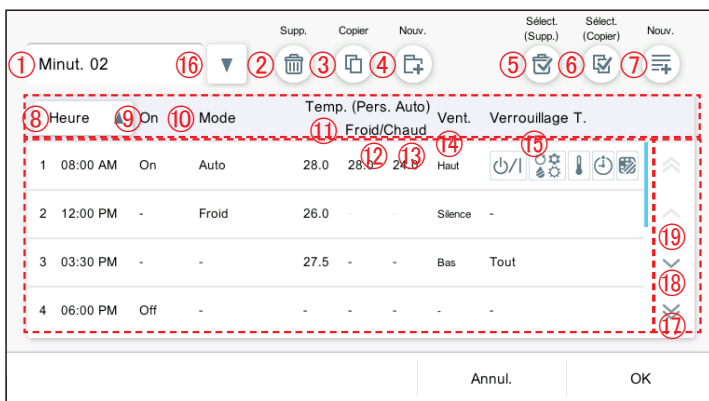 Supp. Copier Nouv. Sélect. (Supp.) Sélect. (Copier) Nouv.
① Minut. 02 ⑯ ▼ ② ③ ④ ⑤ ⑥ ⑦
⑧ Heure ▲ ⑨ On ⑩ Mode Temp. (Pers. Auto) Vent. Verrouillage T.
⑪ Froid/Chaud
⑫ ⑬ ⑭ ⑮
1 08:00 AM On Auto 28.0 28.0 24.0 Haut
2 12:00 PM - Froid 26.0 - - Silence -
⑲
3 03:30 PM - - 27.5 - - Bas Tout
⑱
4 06:00 PM Off - - - - - -
⑰
Annul. OK